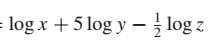 = log x + 5 log y − ½ log z